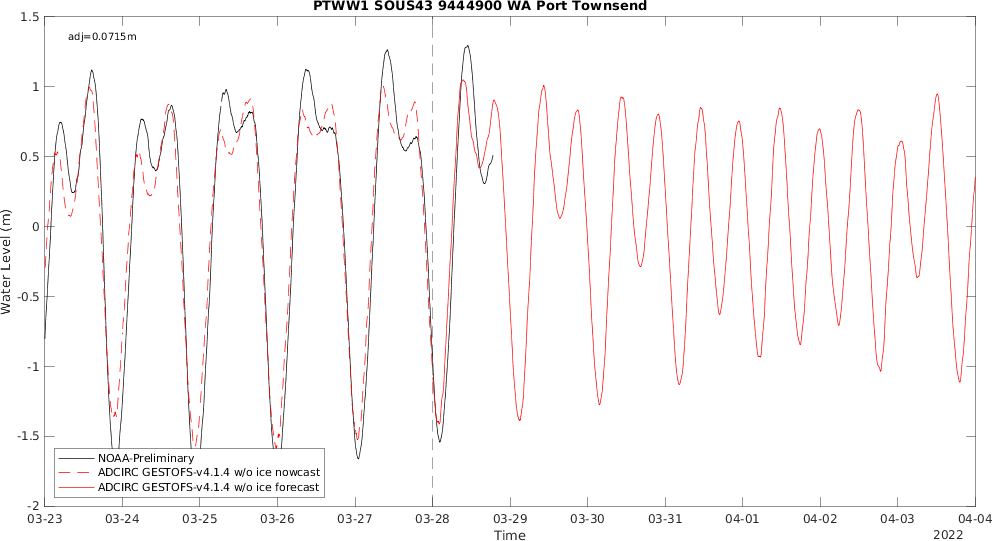 PTWW1 SOUS43 9444900 WA Port Townsend
adj=0.0715m
1.5
1
0.5
0
-0.5
-1
-1.5
-2
Water Level (m)
NOAA-Preliminary
ADCIRC GESTOFS-v4.1.4 w/o ice nowcast
ADCIRC GESTOFS-v4.1.4 w/o ice forecast
03-23 03-24 03-25 03-26 03-27 03-28 03-29 03-30 03-31 04-01 04-02 04-03 04-04
Time
2022